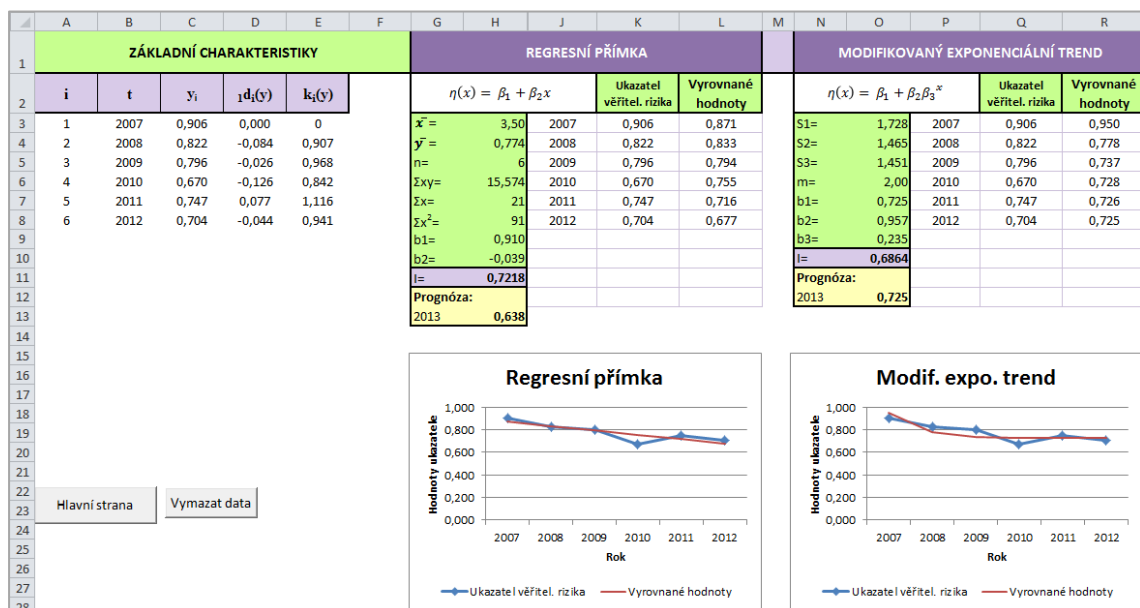 A B C D E F G H J K L M N O P Q R
1 ZÁKLADNÍ CHARAKTERISTIKY REGRESNÍ PŘÍMKA MODIFIKOVANÝ EXPONENCIÁLNÍ TREND
2 i t yᵢ ₁dᵢ(y) kᵢ(y) η(x) = β₁ + β₂x Ukazatel věřitel. rizika Vyrovnané hodnoty η(x) = β₁ + β₂β₃ˣ Ukazatel věřitel. rizika Vyrovnané hodnoty
3 1 2007 0,906 0,000 0 x̄ = 3,50 2007 0,906 0,871 S1= 1,728 2007 0,906 0,950
4 2 2008 0,822 -0,084 0,907 ȳ = 0,774 2008 0,822 0,833 S2= 1,465 2008 0,822 0,778
5 3 2009 0,796 -0,026 0,968 n= 6 2009 0,796 0,794 S3= 1,451 2009 0,796 0,737
6 4 2010 0,670 -0,126 0,842 Σxy= 15,574 2010 0,670 0,755 m= 2,00 2010 0,670 0,728
7 5 2011 0,747 0,077 1,116 Σx= 21 2011 0,747 0,716 b1= 0,725 2011 0,747 0,726
8 6 2012 0,704 -0,044 0,941 Σx²= 91 2012 0,704 0,677 b2= 0,957 2012 0,704 0,725
9 b1= 0,910 b3= 0,235
10 b2= -0,039 I= 0,6864
11 I= 0,7218 Prognóza:
12 Prognóza: 2013 0,725
13 2013 0,638
14
15
16 Regresní přímka Modif. expo. trend
17
18 1,000 1,000
19 0,800 0,800
20 0,600 0,600
21 0,400 0,400
22 0,200 0,200
23 0,000 0,000
Hodnoty ukazatele Hodnoty ukazatele
Hlavní strana Vymazat data
24 2007 2008 2009 2010 2011 2012 2007 2008 2009 2010 2011 2012
25 Rok Rok
26
27 Ukazatel věřitel. rizika Vyrovnané hodnoty Ukazatel věřitel. rizika Vyrovnané hodnoty
28